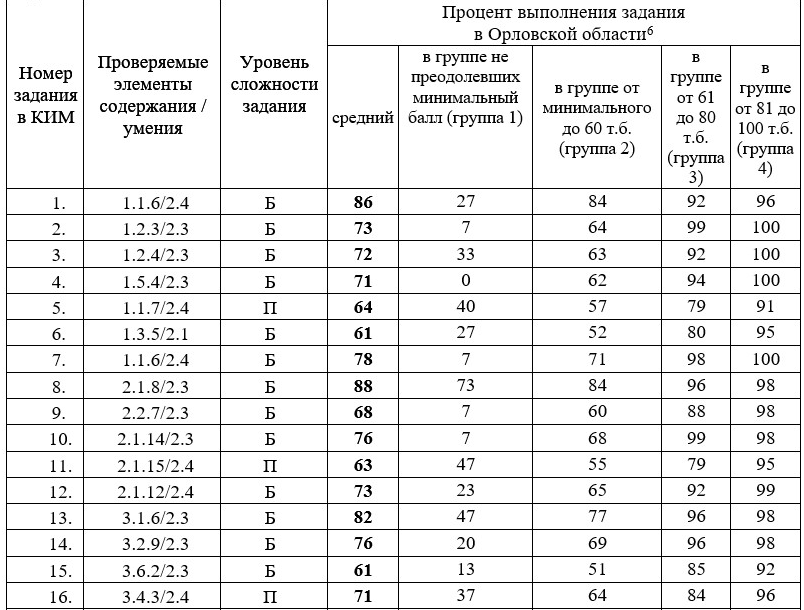 Номер задания в КИМ | Проверяемые элементы содержания / умения | Уровень сложности задания | Процент выполнения задания в Орловской области6
средний | в группе не преодолевших минимальный балл (группа 1) | в группе от минимального до 60 т.б. (группа 2) | в группе от 61 до 80 т.б. (группа 3) | в группе от 81 до 100 т.б. (группа 4)
1. | 1.1.6/2.4 | Б | 86 | 27 | 84 | 92 | 96
2. | 1.2.3/2.3 | Б | 73 | 7 | 64 | 99 | 100
3. | 1.2.4/2.3 | Б | 72 | 33 | 63 | 92 | 100
4. | 1.5.4/2.3 | Б | 71 | 0 | 62 | 94 | 100
5. | 1.1.7/2.4 | П | 64 | 40 | 57 | 79 | 91
6. | 1.3.5/2.1 | Б | 61 | 27 | 52 | 80 | 95
7. | 1.1.6/2.4 | Б | 78 | 7 | 71 | 98 | 100
8. | 2.1.8/2.3 | Б | 88 | 73 | 84 | 96 | 98
9. | 2.2.7/2.3 | Б | 68 | 7 | 60 | 88 | 98
10. | 2.1.14/2.3 | Б | 76 | 7 | 68 | 99 | 98
11. | 2.1.15/2.4 | П | 63 | 47 | 55 | 79 | 95
12. | 2.1.12/2.4 | Б | 73 | 23 | 65 | 92 | 99
13. | 3.1.6/2.3 | Б | 82 | 47 | 77 | 96 | 98
14. | 3.2.9/2.3 | Б | 76 | 20 | 69 | 96 | 98
15. | 3.6.2/2.3 | Б | 61 | 13 | 51 | 85 | 92
16. | 3.4.3/2.4 | П | 71 | 37 | 64 | 84 | 96